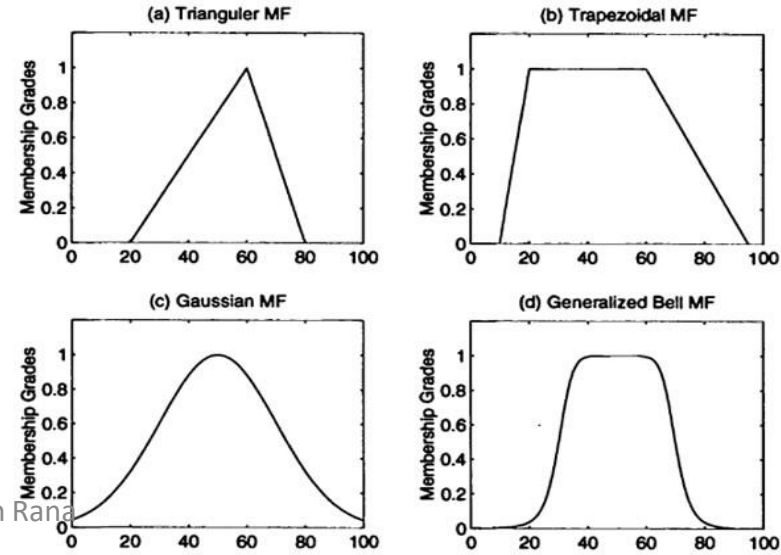 (a) Trianguler MF
Membership Grades
1
0.8
0.6
0.4
0.2
0
0 20 40 60 80 100
(b) Trapezoidal MF
Membership Grades
1
0.8
0.6
0.4
0.2
0
0 20 40 60 80 100
(c) Gaussian MF
Membership Grades
1
0.8
0.6
0.4
0.2
0
0 20 40 60 80 100
(d) Generalized Bell MF
Membership Grades
1
0.8
0.6
0.4
0.2
0
0 20 40 60 80 100
n Rana